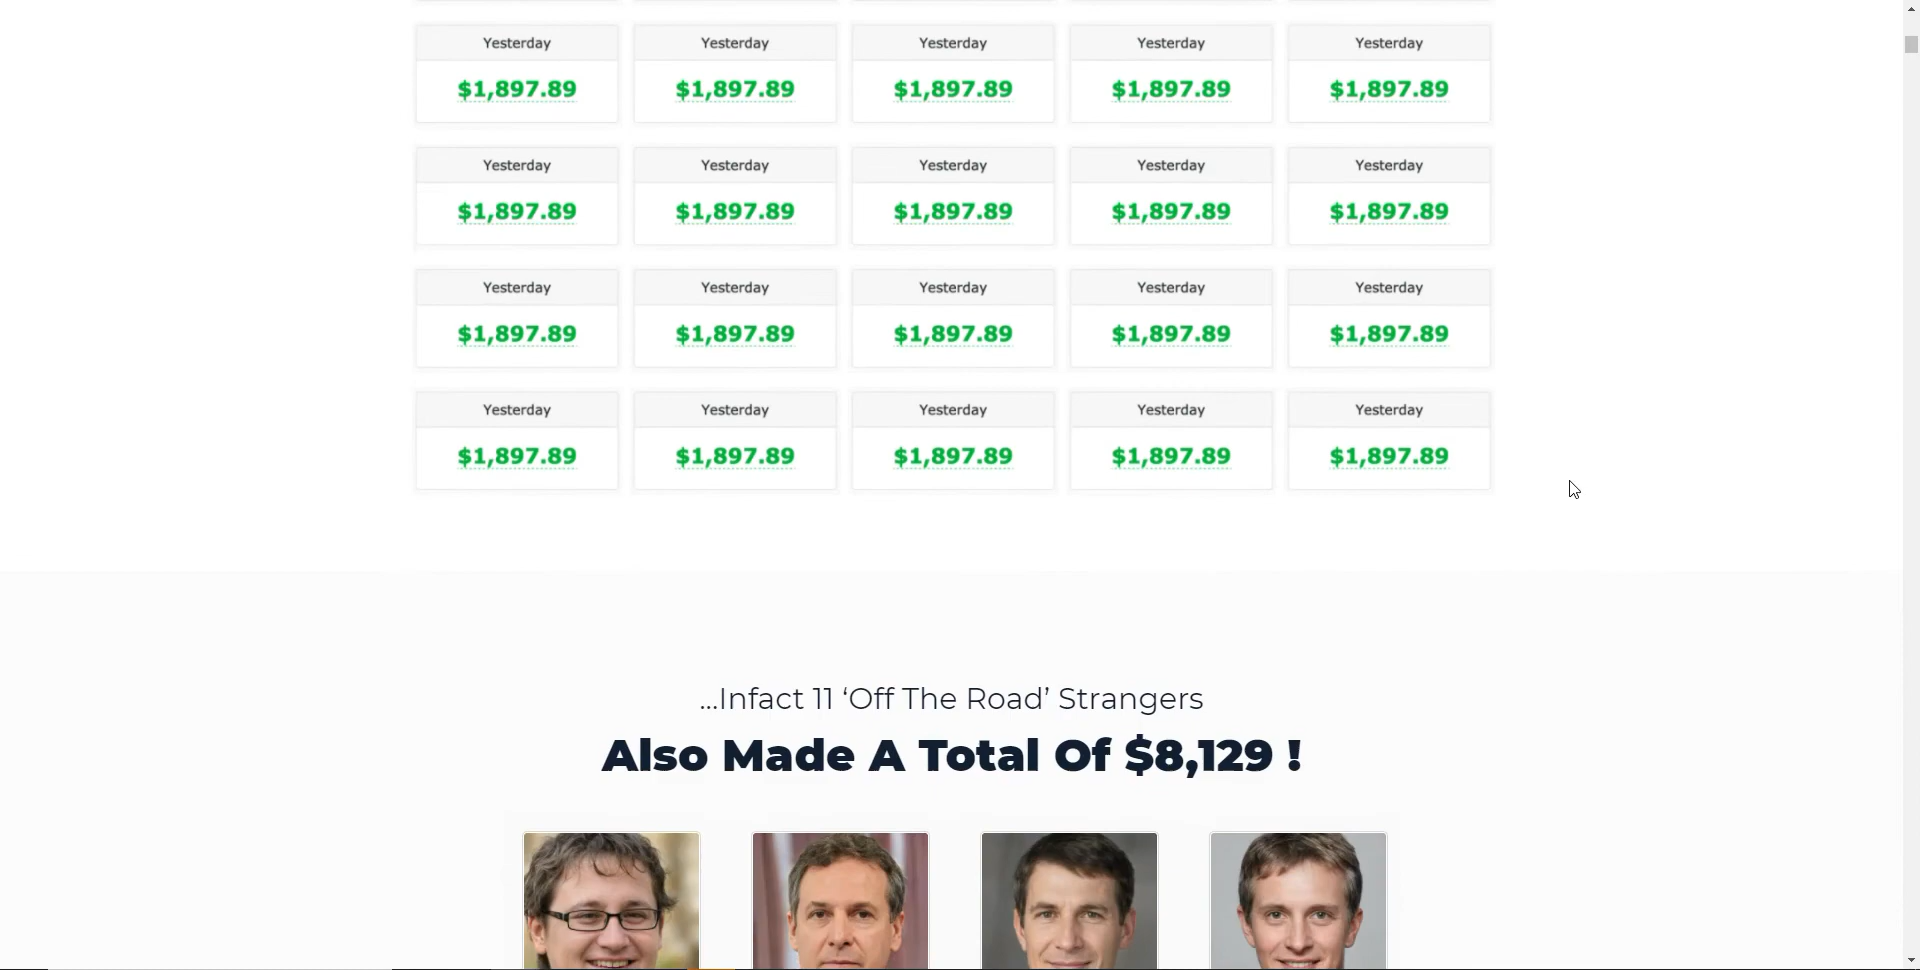 Yesterday Yesterday Yesterday Yesterday Yesterday
$1,897.89 $1,897.89 $1,897.89 $1,897.89 $1,897.89
Yesterday Yesterday Yesterday Yesterday Yesterday
$1,897.89 $1,897.89 $1,897.89 $1,897.89 $1,897.89
Yesterday Yesterday Yesterday Yesterday Yesterday
$1,897.89 $1,897.89 $1,897.89 $1,897.89 $1,897.89
Yesterday Yesterday Yesterday Yesterday Yesterday
$1,897.89 $1,897.89 $1,897.89 $1,897.89 $1,897.89
...Infact 11 ‘Off The Road’ Strangers
Also Made A Total Of $8,129 !